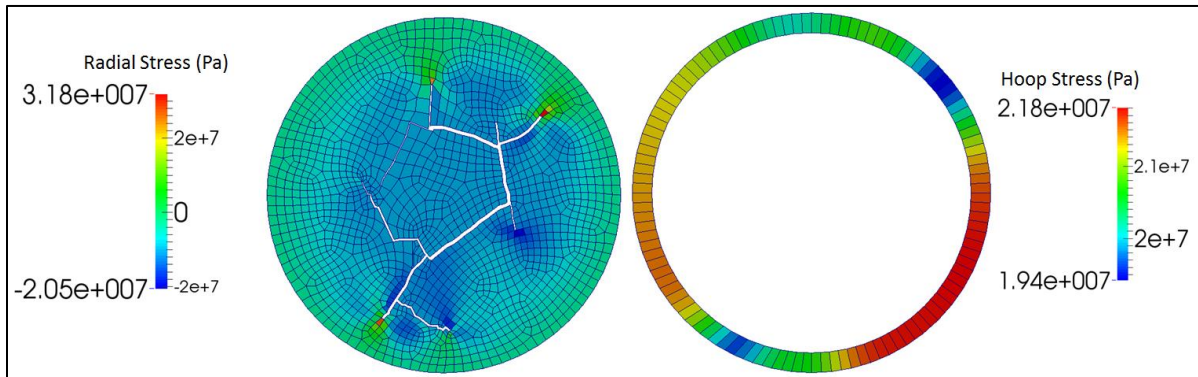 Radial Stress (Pa)
3.18e+007
2e+7
0
-2e+7
-2.05e+007
Hoop Stress (Pa)
2.18e+007
2.1e+7
2e+7
1.94e+007